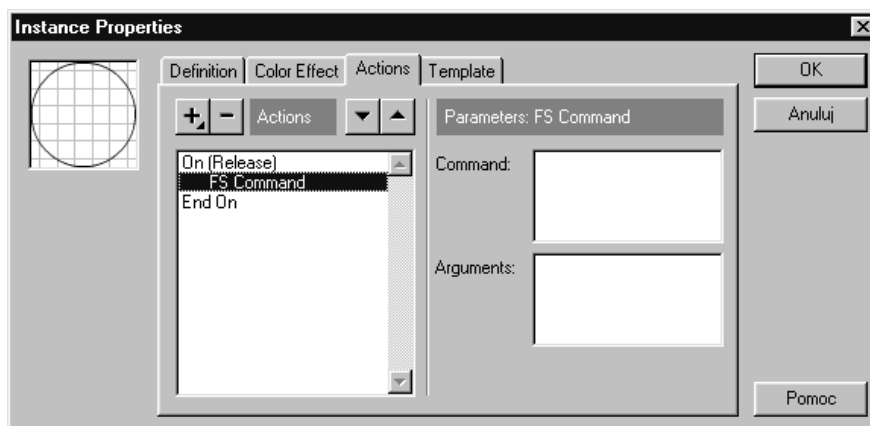 Instance Properties
Definition Color Effect Actions Template
OK
Anuluj
Actions
Parameters: FS Command
On (Release)
FS Command
End On
Command:
Arguments:
Pomoc